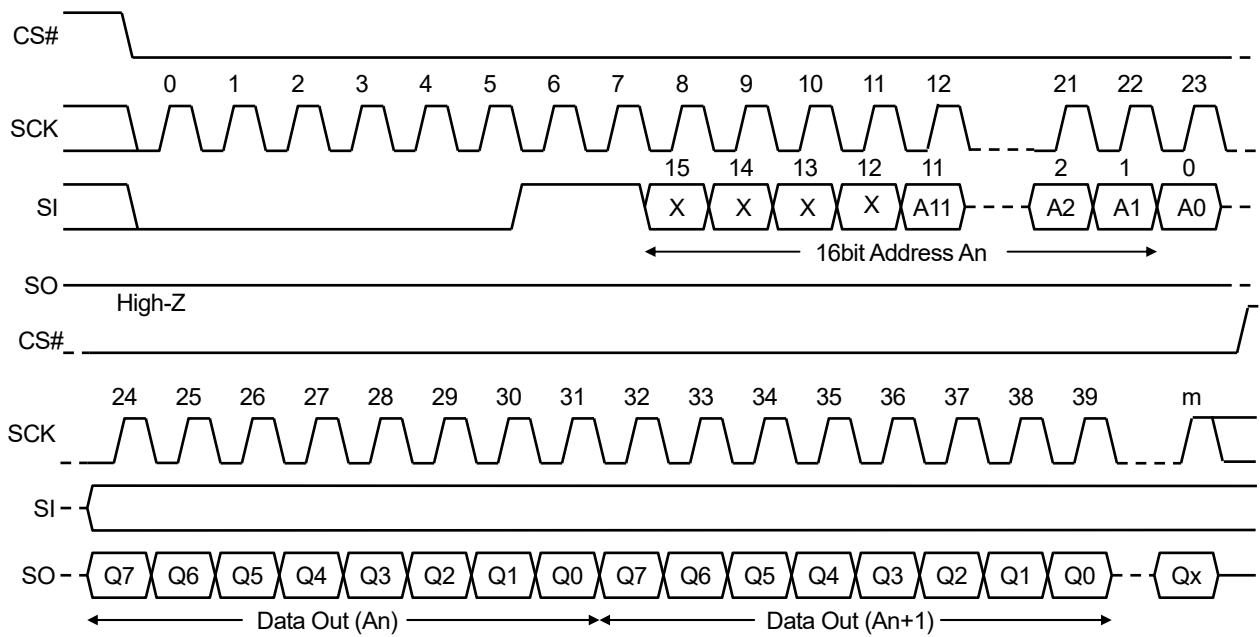 CS#
0 1 2 3 4 5 6 7 8 9 10 11 12 21 22 23
SCK
15 14 13 12 11 2 1 0
SI X X X X A11 A2 A1 A0
16bit Address An
SO
High-Z
CS#
24 25 26 27 28 29 30 31 32 33 34 35 36 37 38 39 m
SCK
SI
SO Q7 Q6 Q5 Q4 Q3 Q2 Q1 Q0 Q7 Q6 Q5 Q4 Q3 Q2 Q1 Q0 Qx
Data Out (An) Data Out (An+1)